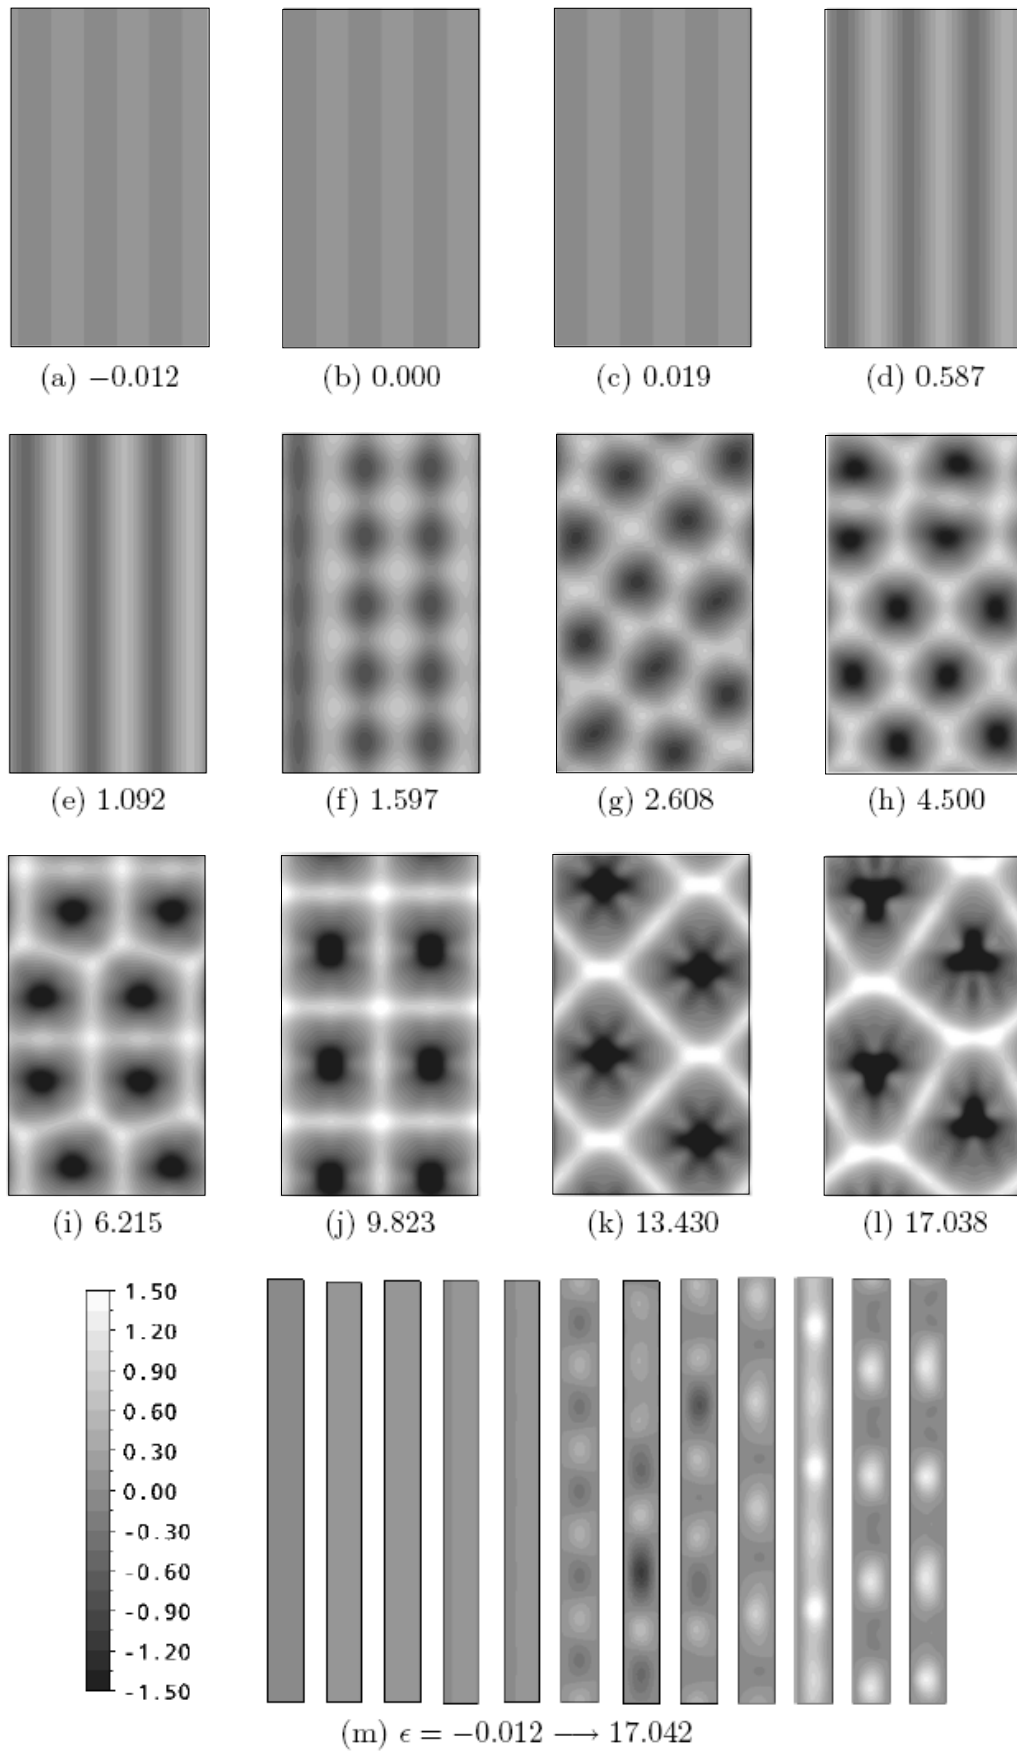 (a) −0.012
(b) 0.000
(c) 0.019
(d) 0.587
(e) 1.092
(f) 1.597
(g) 2.608
(h) 4.500
(i) 6.215
(j) 9.823
(k) 13.430
(l) 17.038
1.50
1.20
0.90
0.60
0.30
0.00
-0.30
-0.60
-0.90
-1.20
-1.50
(m) ϵ = −0.012 ⟶ 17.042